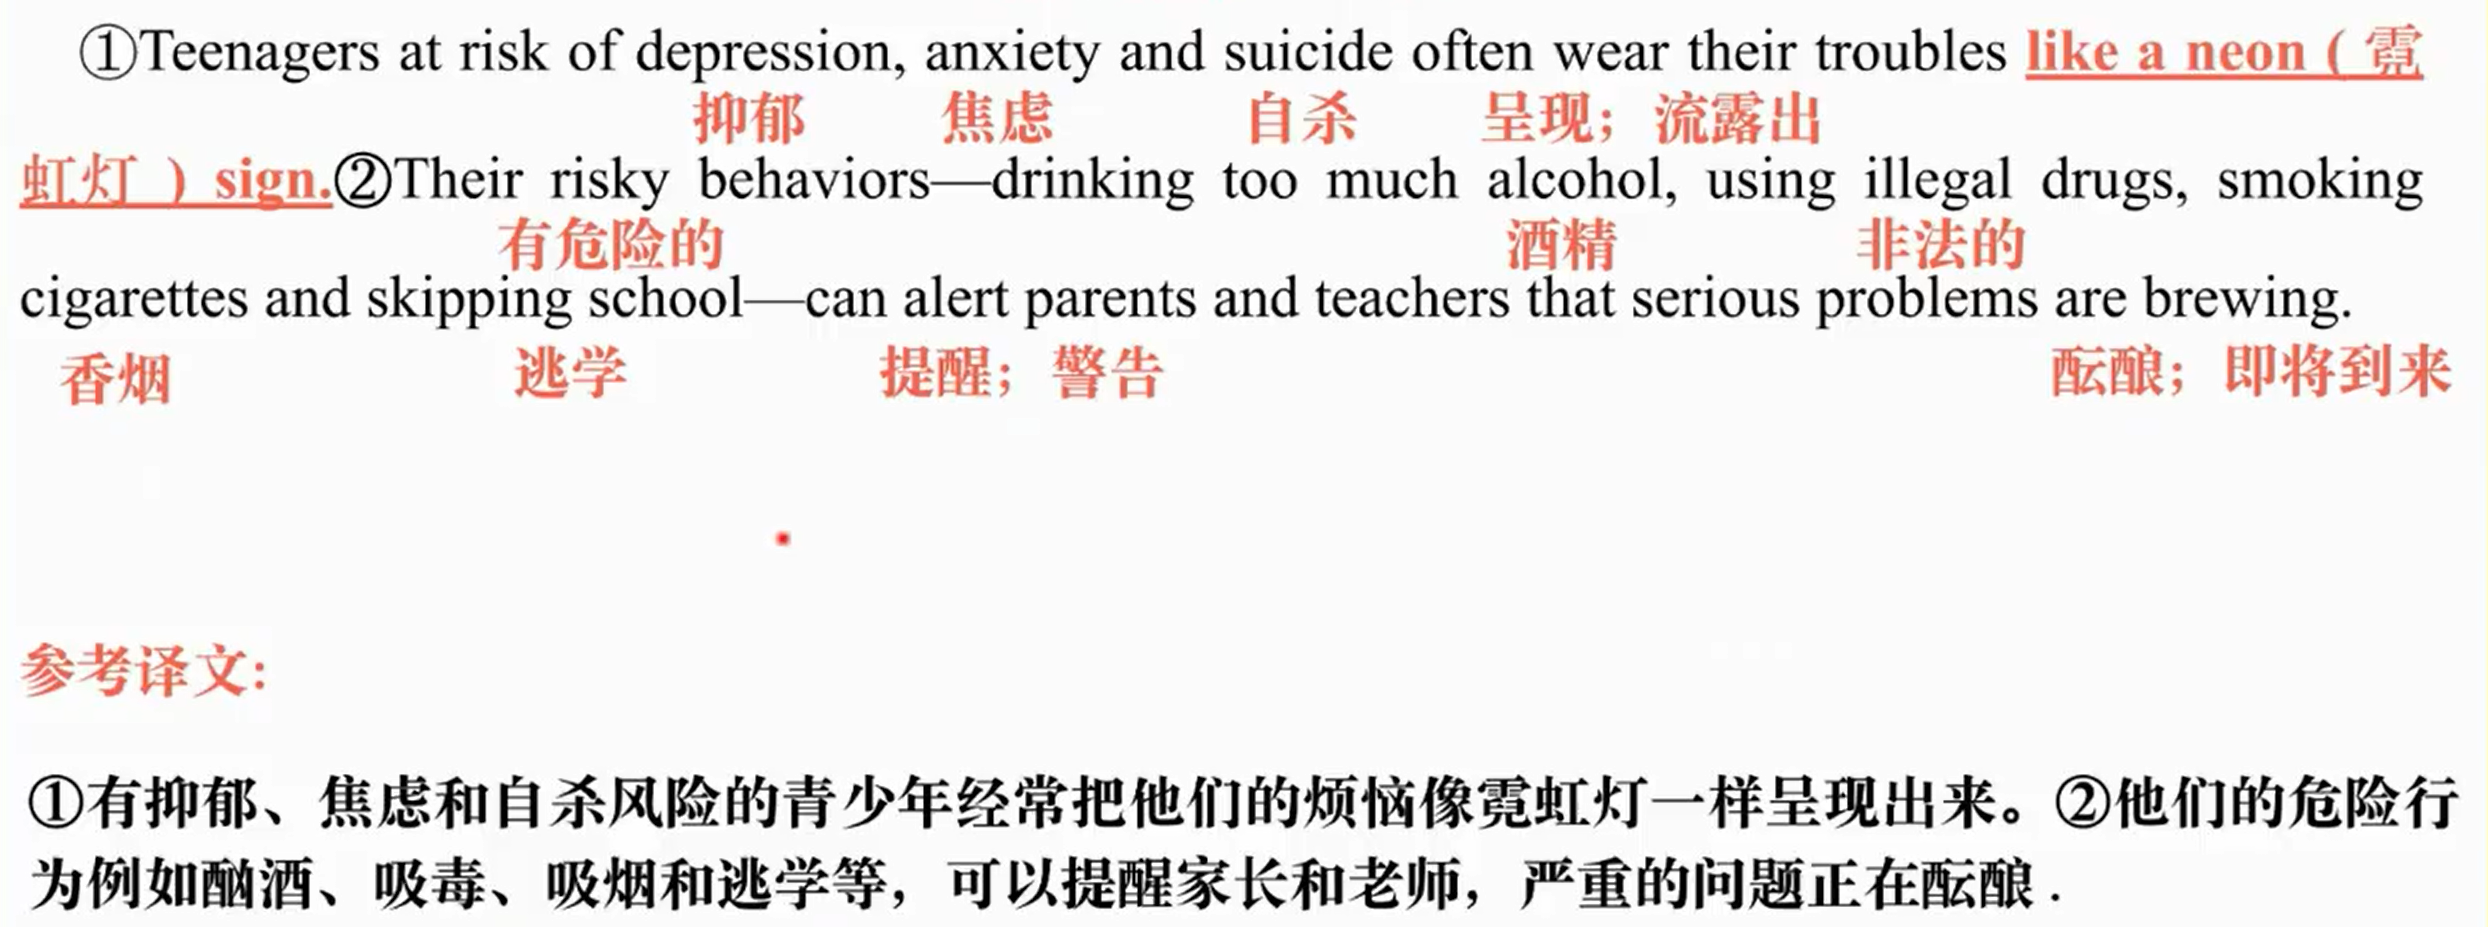 ①Teenagers at risk of depression, anxiety and suicide often wear their troubles like a neon ( 霓
抑郁 焦虑 自杀 呈现；流露出
虹灯 ) sign.②Their risky behaviors—drinking too much alcohol, using illegal drugs, smoking
有危险的 酒精 非法的
cigarettes and skipping school—can alert parents and teachers that serious problems are brewing.
香烟 逃学 提醒；警告 酝酿；即将到来
参考译文:
①有抑郁、焦虑和自杀风险的青少年经常把他们的烦恼像霓虹灯一样呈现出来。②他们的危险行
为例如酗酒、吸毒、吸烟和逃学等，可以提醒家长和老师，严重的问题正在酝酿 .